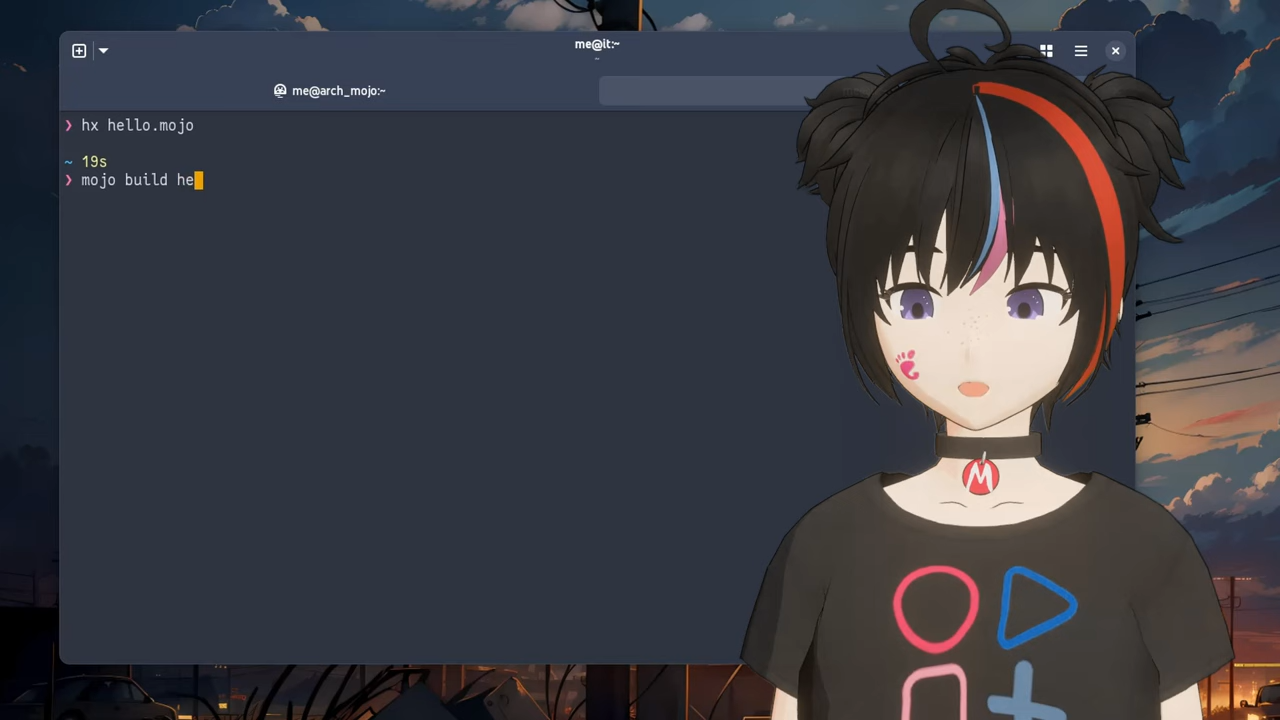 me@it:~
~
me@arch_mojo:~
❯ hx hello.mojo
~ 19s
❯ mojo build he
M